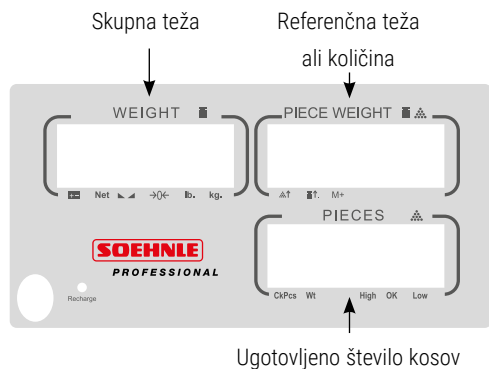 Skupna teža
Referenčna teža
ali količina
WEIGHT
PIECE WEIGHT
Net →0← lb. kg.
M+
PIECES
SOEHNLE
PROFESSIONAL
Recharge
CkPcs Wt High OK Low
Ugotovljeno število kosov